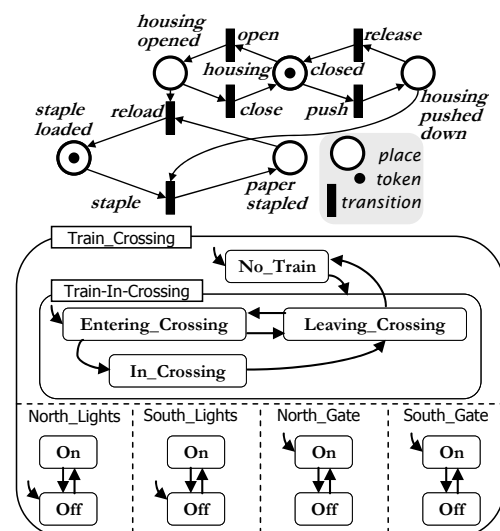 housing
opened
open
housing
closed
release
close
push
housing
pushed
down
staple
loaded
reload
staple
paper
stapled
place
token
transition
Train_Crossing
No_Train
Train-In-Crossing
Entering_Crossing
Leaving_Crossing
In_Crossing
North_Lights
South_Lights
North_Gate
South_Gate
On
On
On
On
Off
Off
Off
Off